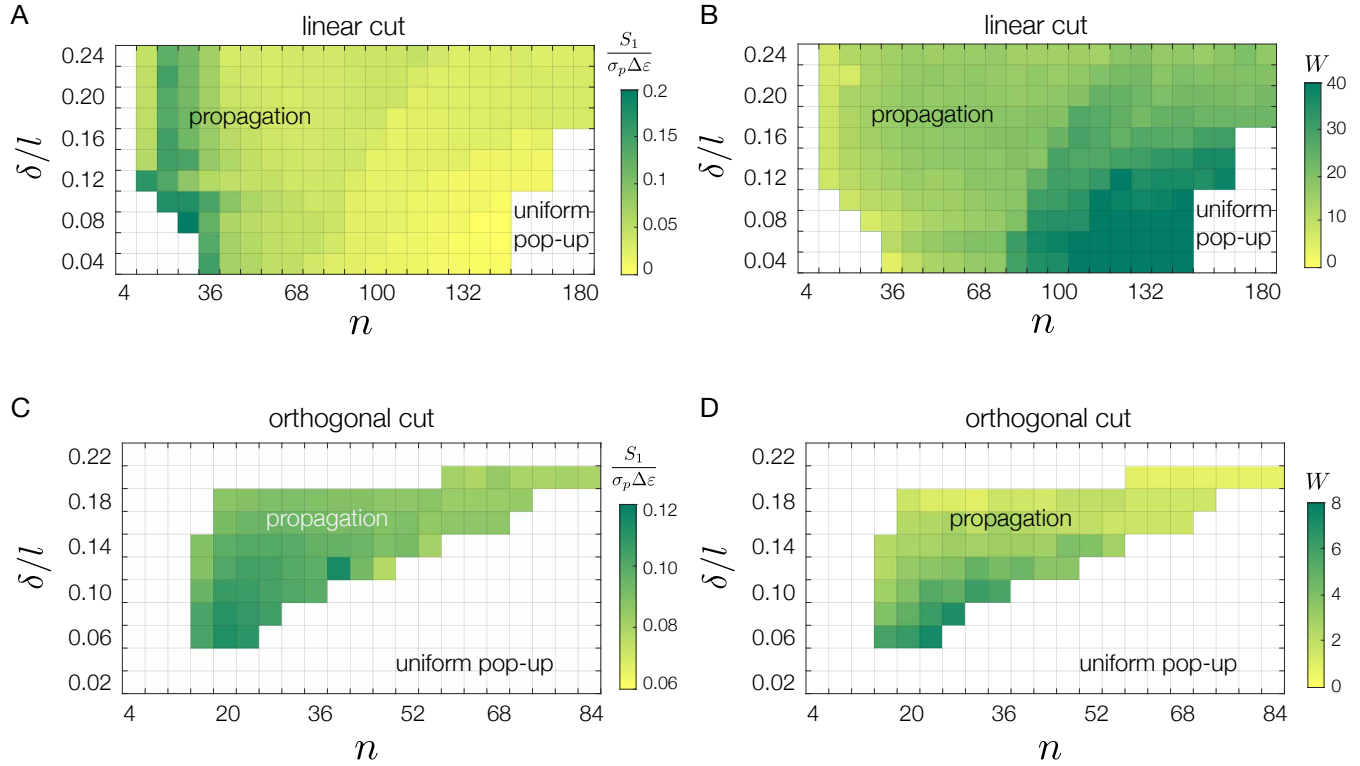 A
linear cut
S₁
σₚΔε
0.24
0.20
0.16
0.12
0.08
0.04
δ/l
propagation
uniform
pop-up
0.2
0.15
0.1
0.05
0
4 36 68 100 132 180
n
B
linear cut
W
0.24
0.20
0.16
0.12
0.08
0.04
δ/l
propagation
uniform
pop-up
40
30
20
10
0
4 36 68 100 132 180
n
C
orthogonal cut
S₁
σₚΔε
0.22
0.18
0.14
0.10
0.06
0.02
δ/l
propagation
uniform pop-up
0.12
0.10
0.08
0.06
4 20 36 52 68 84
n
D
orthogonal cut
W
0.22
0.18
0.14
0.10
0.06
0.02
δ/l
propagation
uniform pop-up
8
6
4
2
0
4 20 36 52 68 84
n